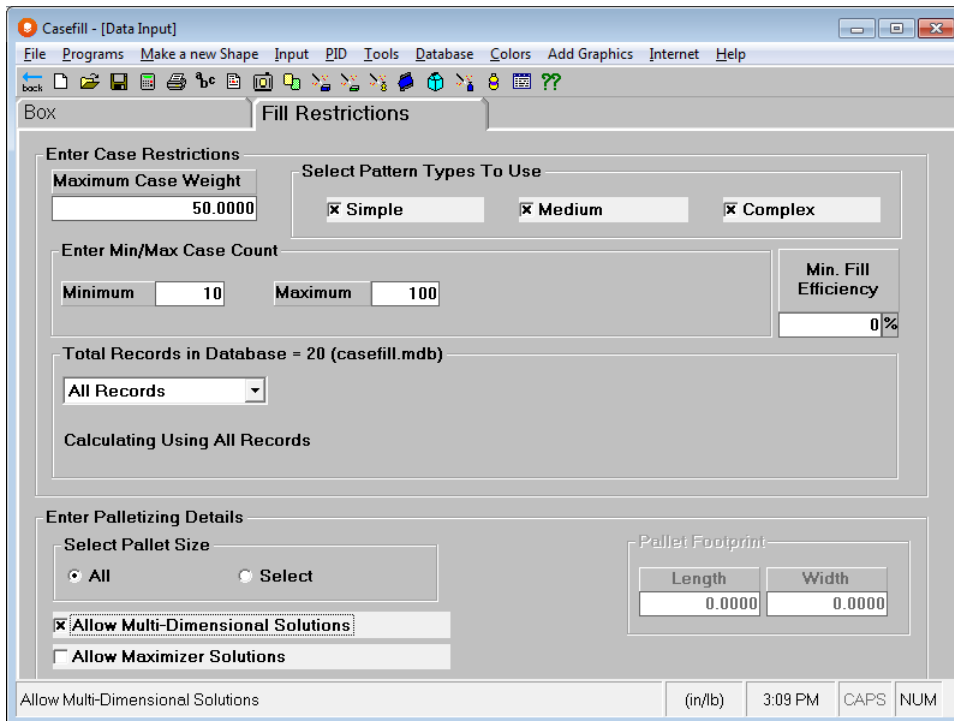 Casefill - [Data Input]
File Programs Make a new Shape Input PID Tools Database Colors Add Graphics Internet Help
back abc ??
Box Fill Restrictions
Enter Case Restrictions
Maximum Case Weight
50.0000
Select Pattern Types To Use
Simple Medium Complex
Enter Min/Max Case Count
Minimum 10 Maximum 100
Min. Fill
Efficiency
0 %
Total Records in Database = 20 (casefill.mdb)
All Records
Calculating Using All Records
Enter Palletizing Details
Select Pallet Size
All Select
Pallet Footprint
Length Width
0.0000 0.0000
Allow Multi-Dimensional Solutions
Allow Maximizer Solutions
Allow Multi-Dimensional Solutions (in/lb) 3:09 PM CAPS NUM